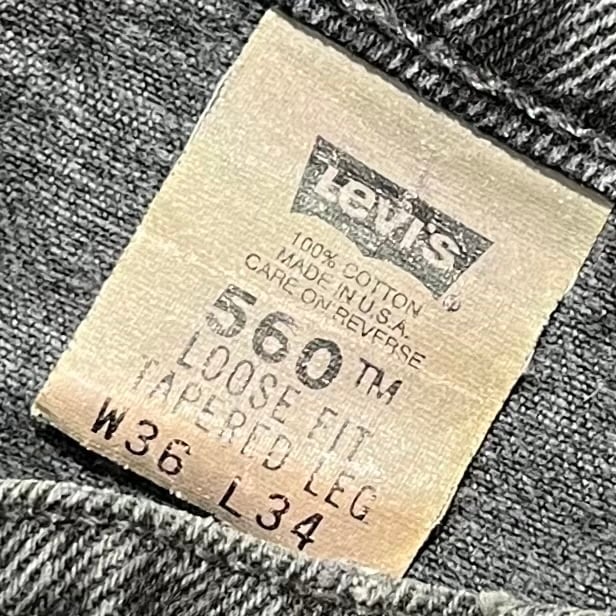 Levi's®
100% COTTON
MADE IN U.S.A.
CARE ON REVERSE
560™
LOOSE FIT
TAPERED LEG
W36 L34